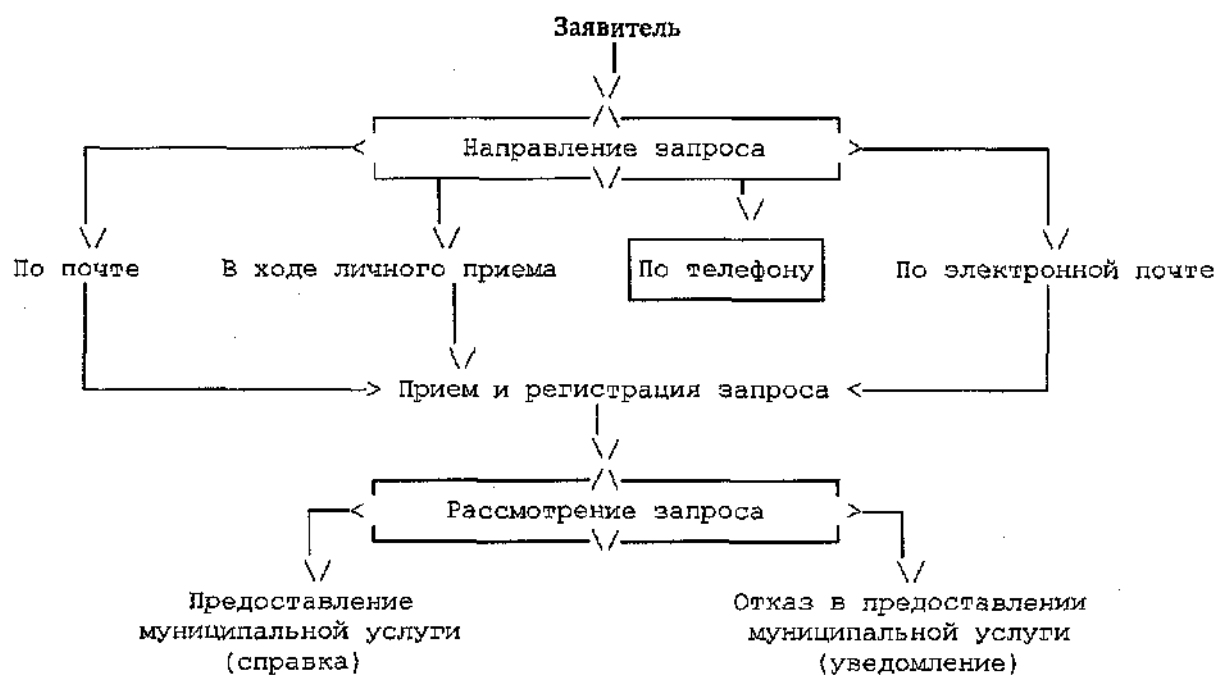 Заявитель
Направление запроса
По почте
В ходе личного приема
По телефону
По электронной почте
Прием и регистрация запроса
Рассмотрение запроса
Предоставление
муниципальной услуги
(справка)
Отказ в предоставлении
муниципальной услуги
(уведомление)